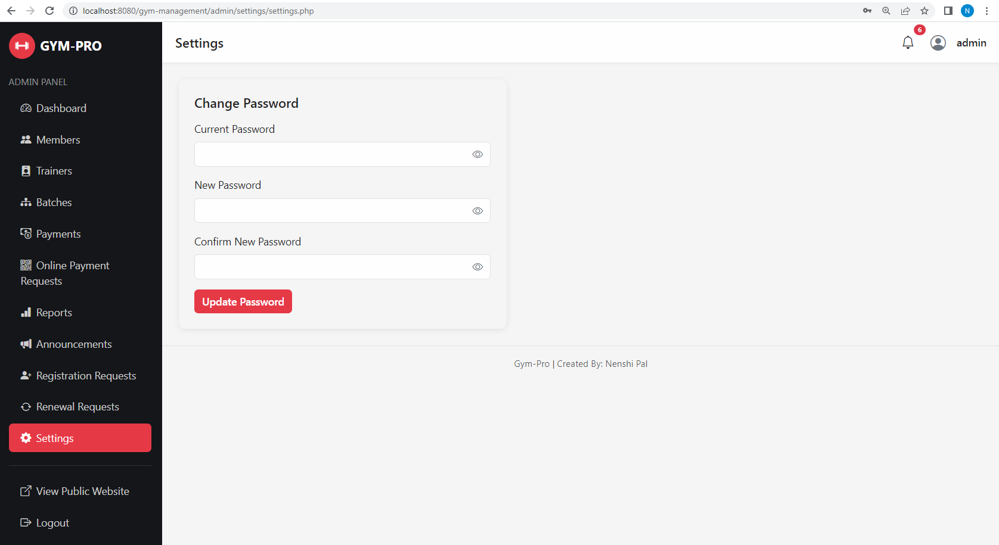 localhost:8080/gym-management/admin/settings/settings.php
N
GYM-PRO
ADMIN PANEL
Dashboard
Members
Trainers
Batches
Payments
Online Payment
Requests
Reports
Announcements
Registration Requests
Renewal Requests
Settings
View Public Website
Logout
Settings
6
admin
Change Password
Current Password
New Password
Confirm New Password
Update Password
Gym-Pro | Created By: Nenshi Pal